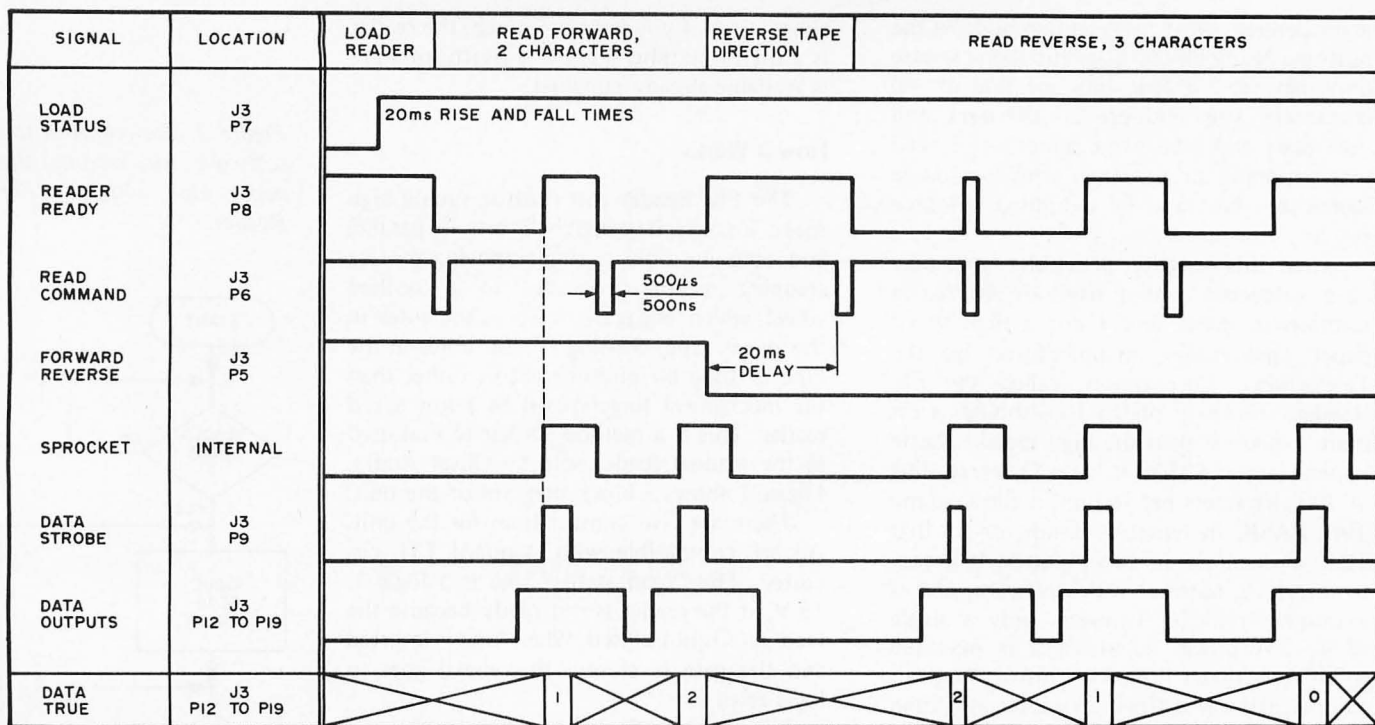 SIGNAL LOCATION LOAD READER READ FORWARD, 2 CHARACTERS REVERSE TAPE DIRECTION READ REVERSE, 3 CHARACTERS
LOAD STATUS J3 P7 20ms RISE AND FALL TIMES
READER READY J3 P8
READ COMMAND J3 P6 500µs 500ns
FORWARD REVERSE J3 P5 20ms DELAY
SPROCKET INTERNAL
DATA STROBE J3 P9
DATA OUTPUTS J3 P12 TO P19
DATA TRUE J3 P12 TO P19 1 2 2 1 0